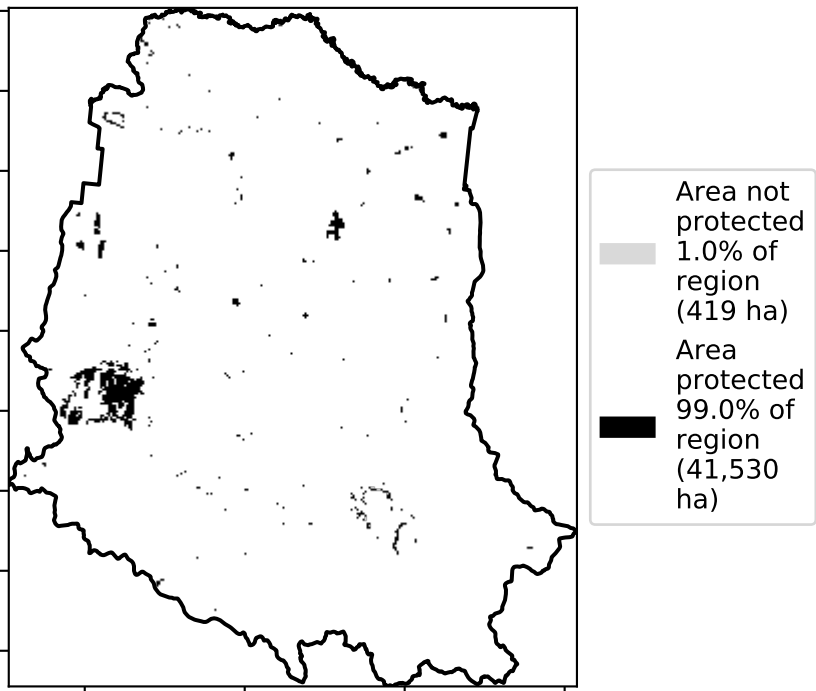 Area not
protected
1.0% of
region
(419 ha)
Area
protected
99.0% of
region
(41,530
ha)